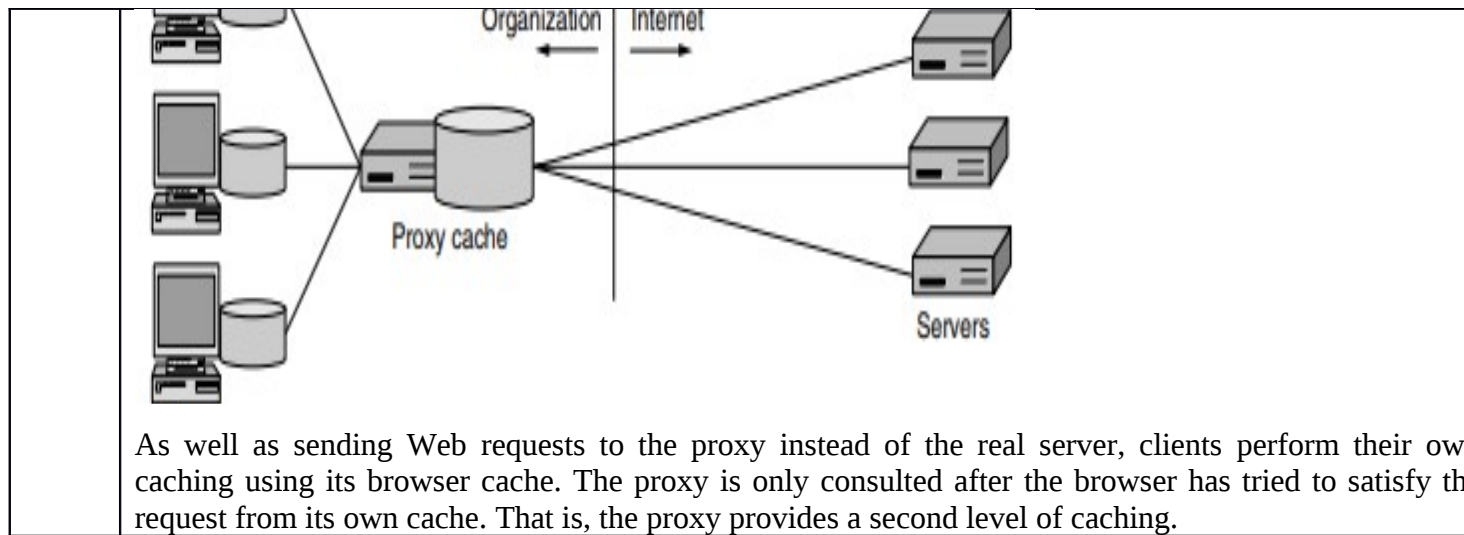 Organization Internet
Proxy cache
Servers
As well as sending Web requests to the proxy instead of the real server, clients perform their ow
caching using its browser cache. The proxy is only consulted after the browser has tried to satisfy th
request from its own cache. That is, the proxy provides a second level of caching.